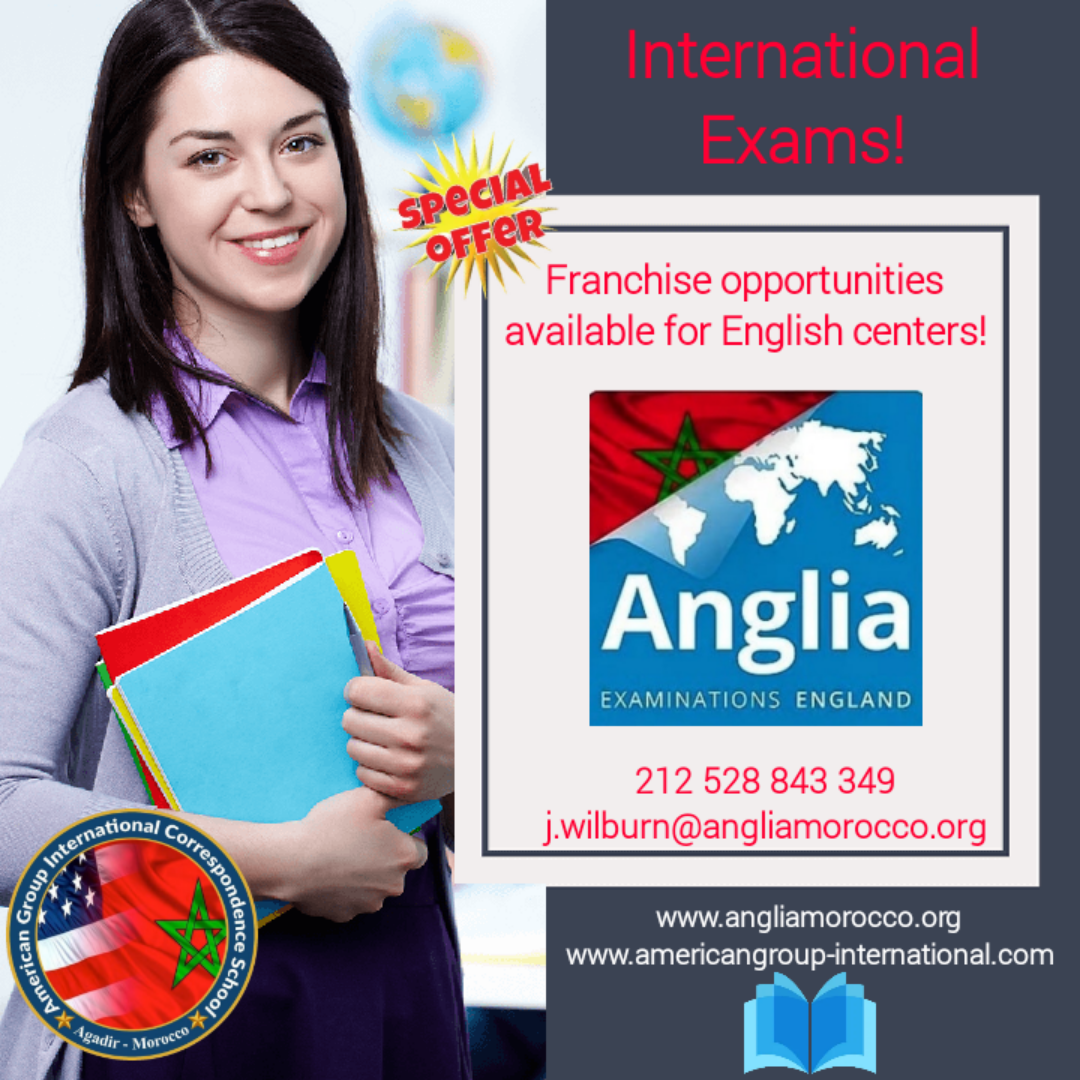 International
Exams!
SPECIAL
OFFER
Franchise opportunities
available for English centers!
Anglia
EXAMINATIONS ENGLAND
212 528 843 349
j.wilburn@angliamorocco.org
www.angliamorocco.org
www.americangroup-international.com
American Group International Correspondence School
Agadir - Morocco